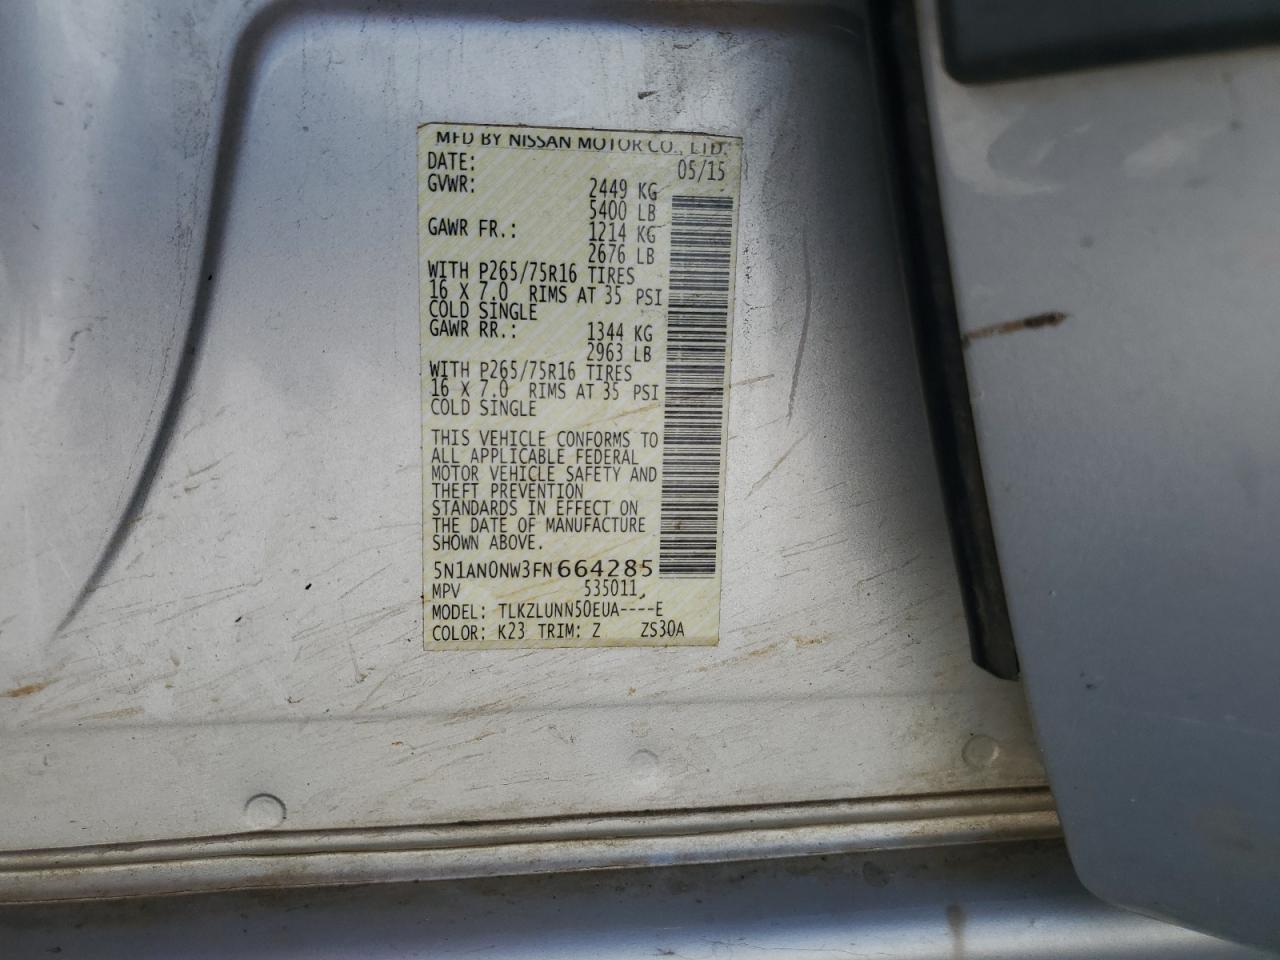 MFD BY NISSAN MOTOR CO., LTD.
DATE: 05/15
GVWR: 2449 KG
5400 LB
GAWR FR.: 1214 KG
2676 LB
WITH P265/75R16 TIRES
16 X 7.0 RIMS AT 35 PSI
COLD SINGLE
GAWR RR.: 1344 KG
2963 LB
WITH P265/75R16 TIRES
16 X 7.0 RIMS AT 35 PSI
COLD SINGLE
THIS VEHICLE CONFORMS TO
ALL APPLICABLE FEDERAL
MOTOR VEHICLE SAFETY AND
THEFT PREVENTION
STANDARDS IN EFFECT ON
THE DATE OF MANUFACTURE
SHOWN ABOVE.
5N1AN0NW3FN664285
MPV 535011
MODEL: TLKZLUNN50EUA----E
COLOR: K23 TRIM: Z ZS30A